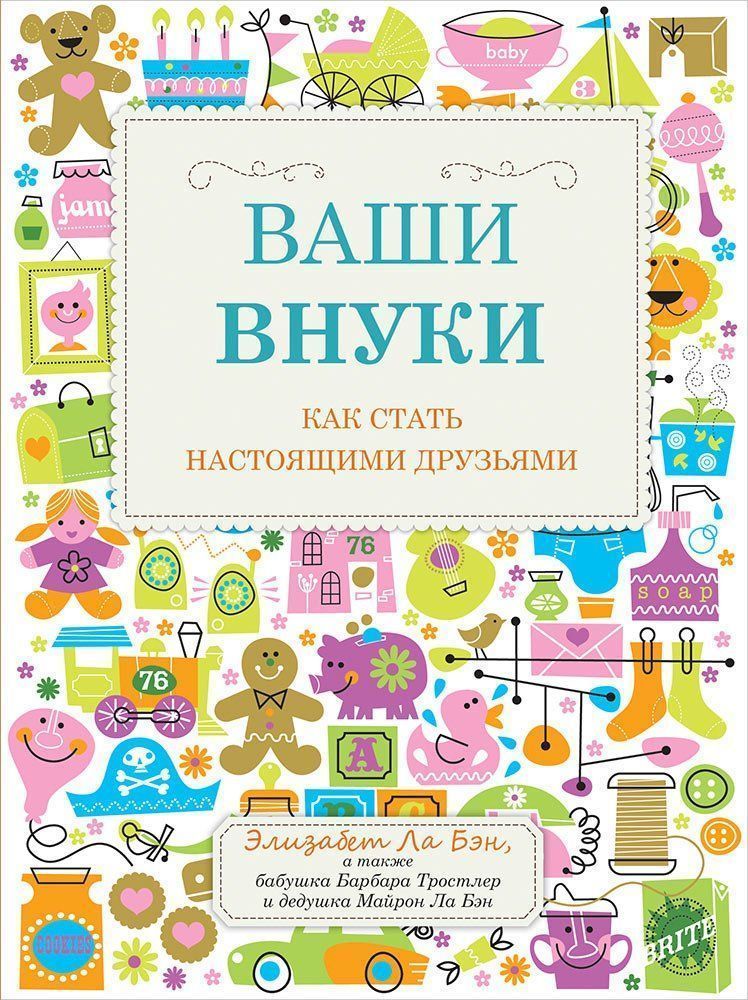 baby
3
jam
ВАШИ
ВНУКИ
КАК СТАТЬ
НАСТОЯЩИМИ ДРУЗЬЯМИ
76
soap
76
A
B C
Элизабет Ла Бэн,
а также
бабушка Барбара Тростлер
и дедушка Майрон Ла Бэн
COOKIES
BRITE